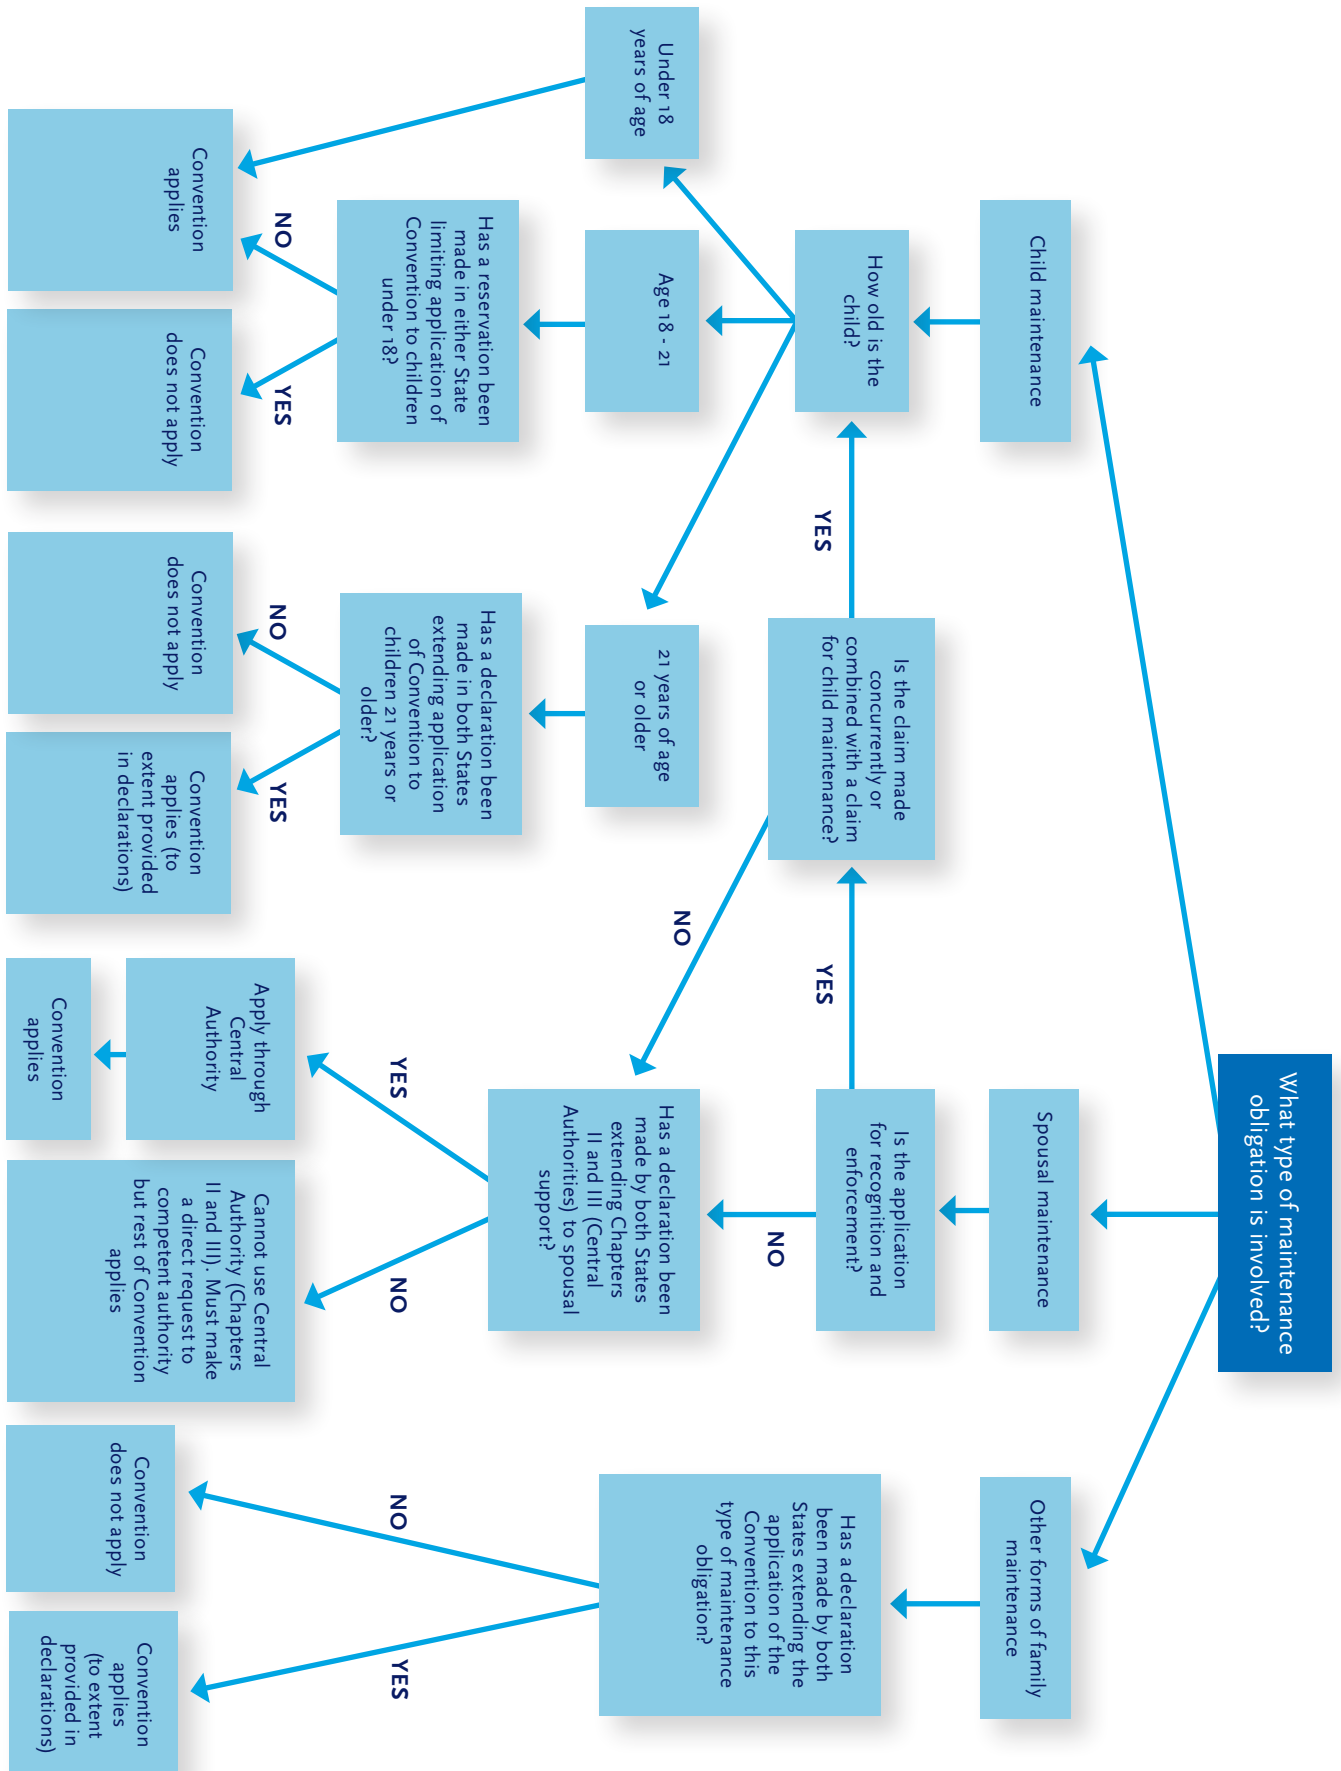 What type of maintenance
obligation is involved?
Child maintenance
Spousal maintenance
Other forms of family
maintenance
How old is the
child?
YES
Is the claim made
concurrently or
combined with a claim
for child maintenance?
YES
Is the application
for recognition and
enforcement?
Has a declaration
been made by both
States extending the
application of the
Convention to this
type of maintenance
obligation?
NO
NO
Under 18
years of age
Age 18 - 21
21 years of age
or older
Has a declaration been
made by both States
extending Chapters
II and III (Central
Authorities) to spousal
support?
Has a reservation been
made in either State
limiting application of
Convention to children
under 18?
Has a declaration been
made in both States
extending application
of Convention to
children 21 years or
older?
YES
NO
NO
YES
NO
YES
NO
YES
Convention
applies
Convention
does not apply
Convention
does not apply
Convention
applies (to
extent provided
in declarations)
Apply through
Central
Authority
Convention
applies
Cannot use Central
Authority (Chapters
II and III). Must make
a direct request to
competent authority
but rest of Convention
applies
Convention
does not apply
Convention
applies
(to extent
provided in
declarations)